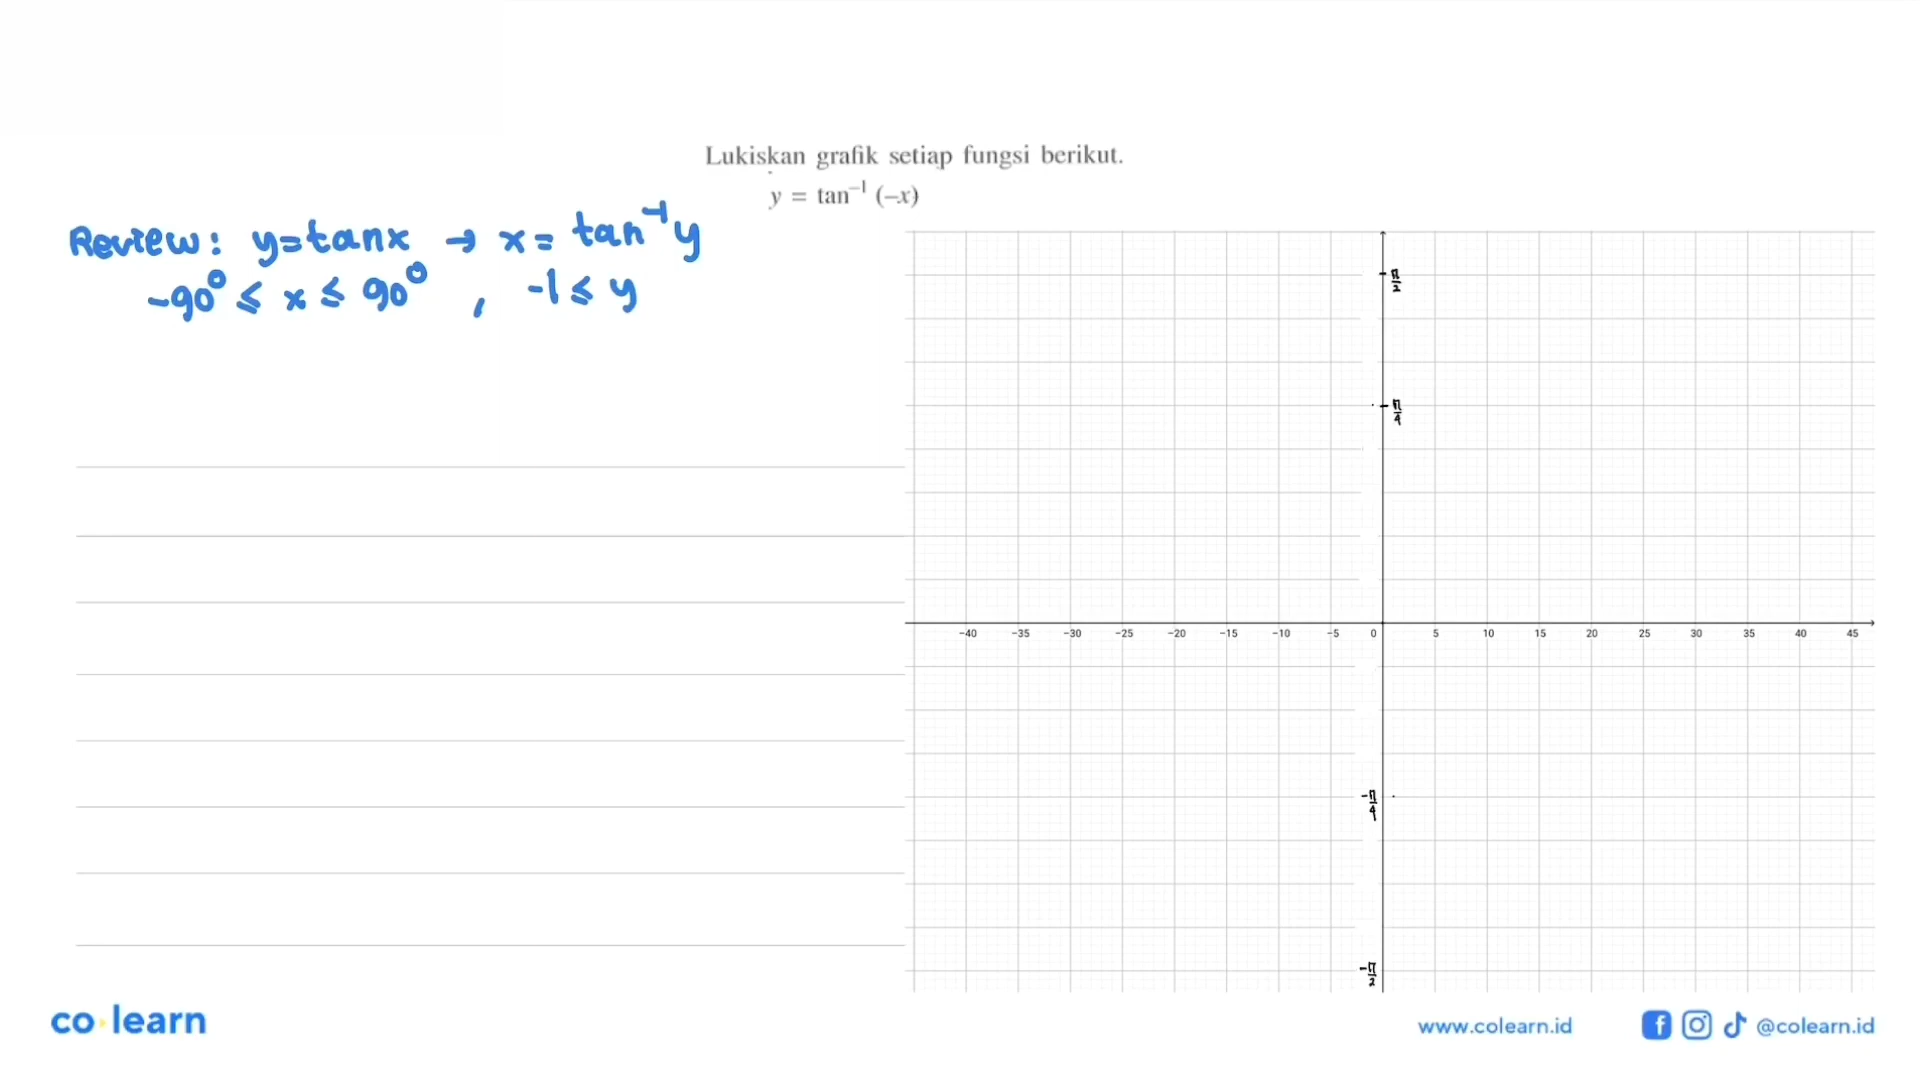 Lukiskan grafik setiap fungsi berikut.
y = tan⁻¹ (–x)
Review: y=tanx → x = tan⁻¹y
-90° ≤ x ≤ 90° , -1 ≤ y
π/2
π/4
-40 -35 -30 -25 -20 -15 -10 -5 0 5 10 15 20 25 30 35 40 45
-π/4
-π/2
co learn
www.colearn.id @colearn.id